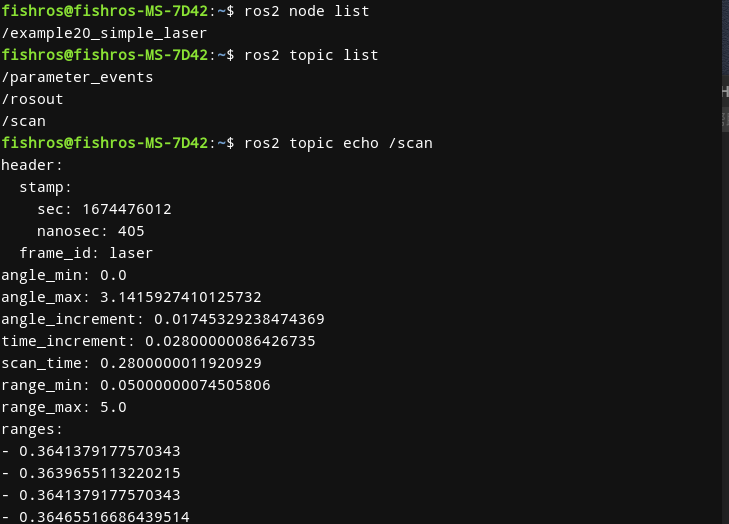 fishros@fishros-MS-7D42:~$ ros2 node list
/example20_simple_laser
fishros@fishros-MS-7D42:~$ ros2 topic list
/parameter_events
/rosout
/scan
fishros@fishros-MS-7D42:~$ ros2 topic echo /scan
header:
  stamp:
    sec: 1674476012
    nanosec: 405
  frame_id: laser
angle_min: 0.0
angle_max: 3.1415927410125732
angle_increment: 0.01745329238474369
time_increment: 0.02800000086426735
scan_time: 0.2800000011920929
range_min: 0.05000000074505806
range_max: 5.0
ranges:
- 0.3641379177570343
- 0.3639655113220215
- 0.3641379177570343
- 0.36465516686439514